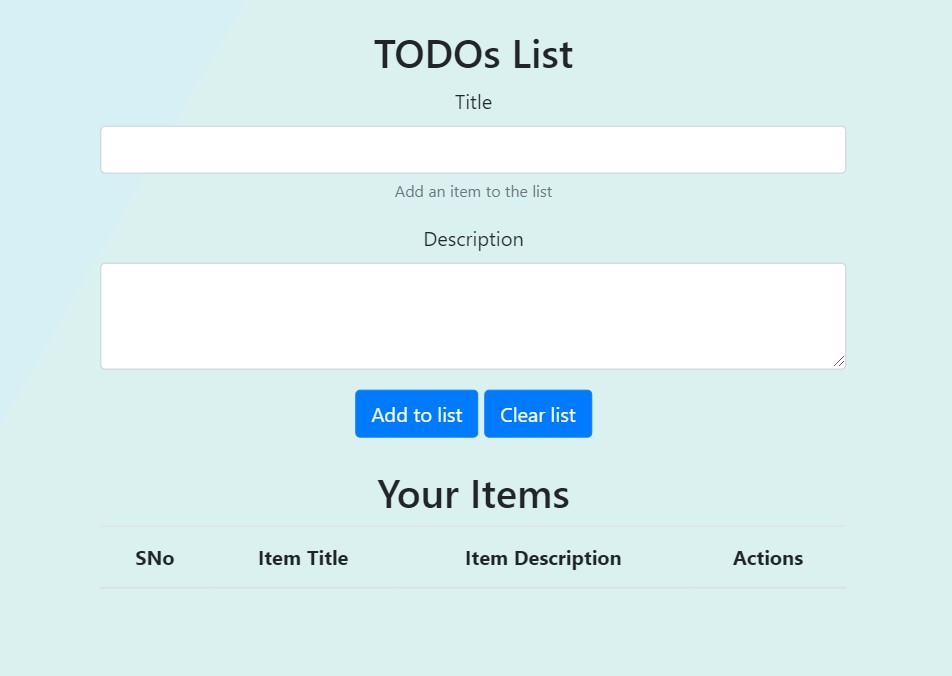 TODOs List
Title
Add an item to the list
Description
Add to list Clear list
Your Items
SNo Item Title Item Description Actions